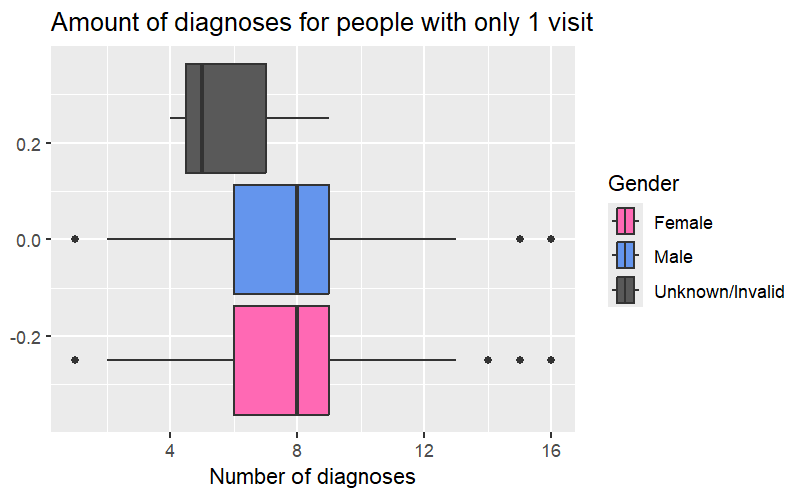 Amount of diagnoses for people with only 1 visit
0.2
0.0
-0.2
4 8 12 16
Number of diagnoses
Gender
Female
Male
Unknown/Invalid